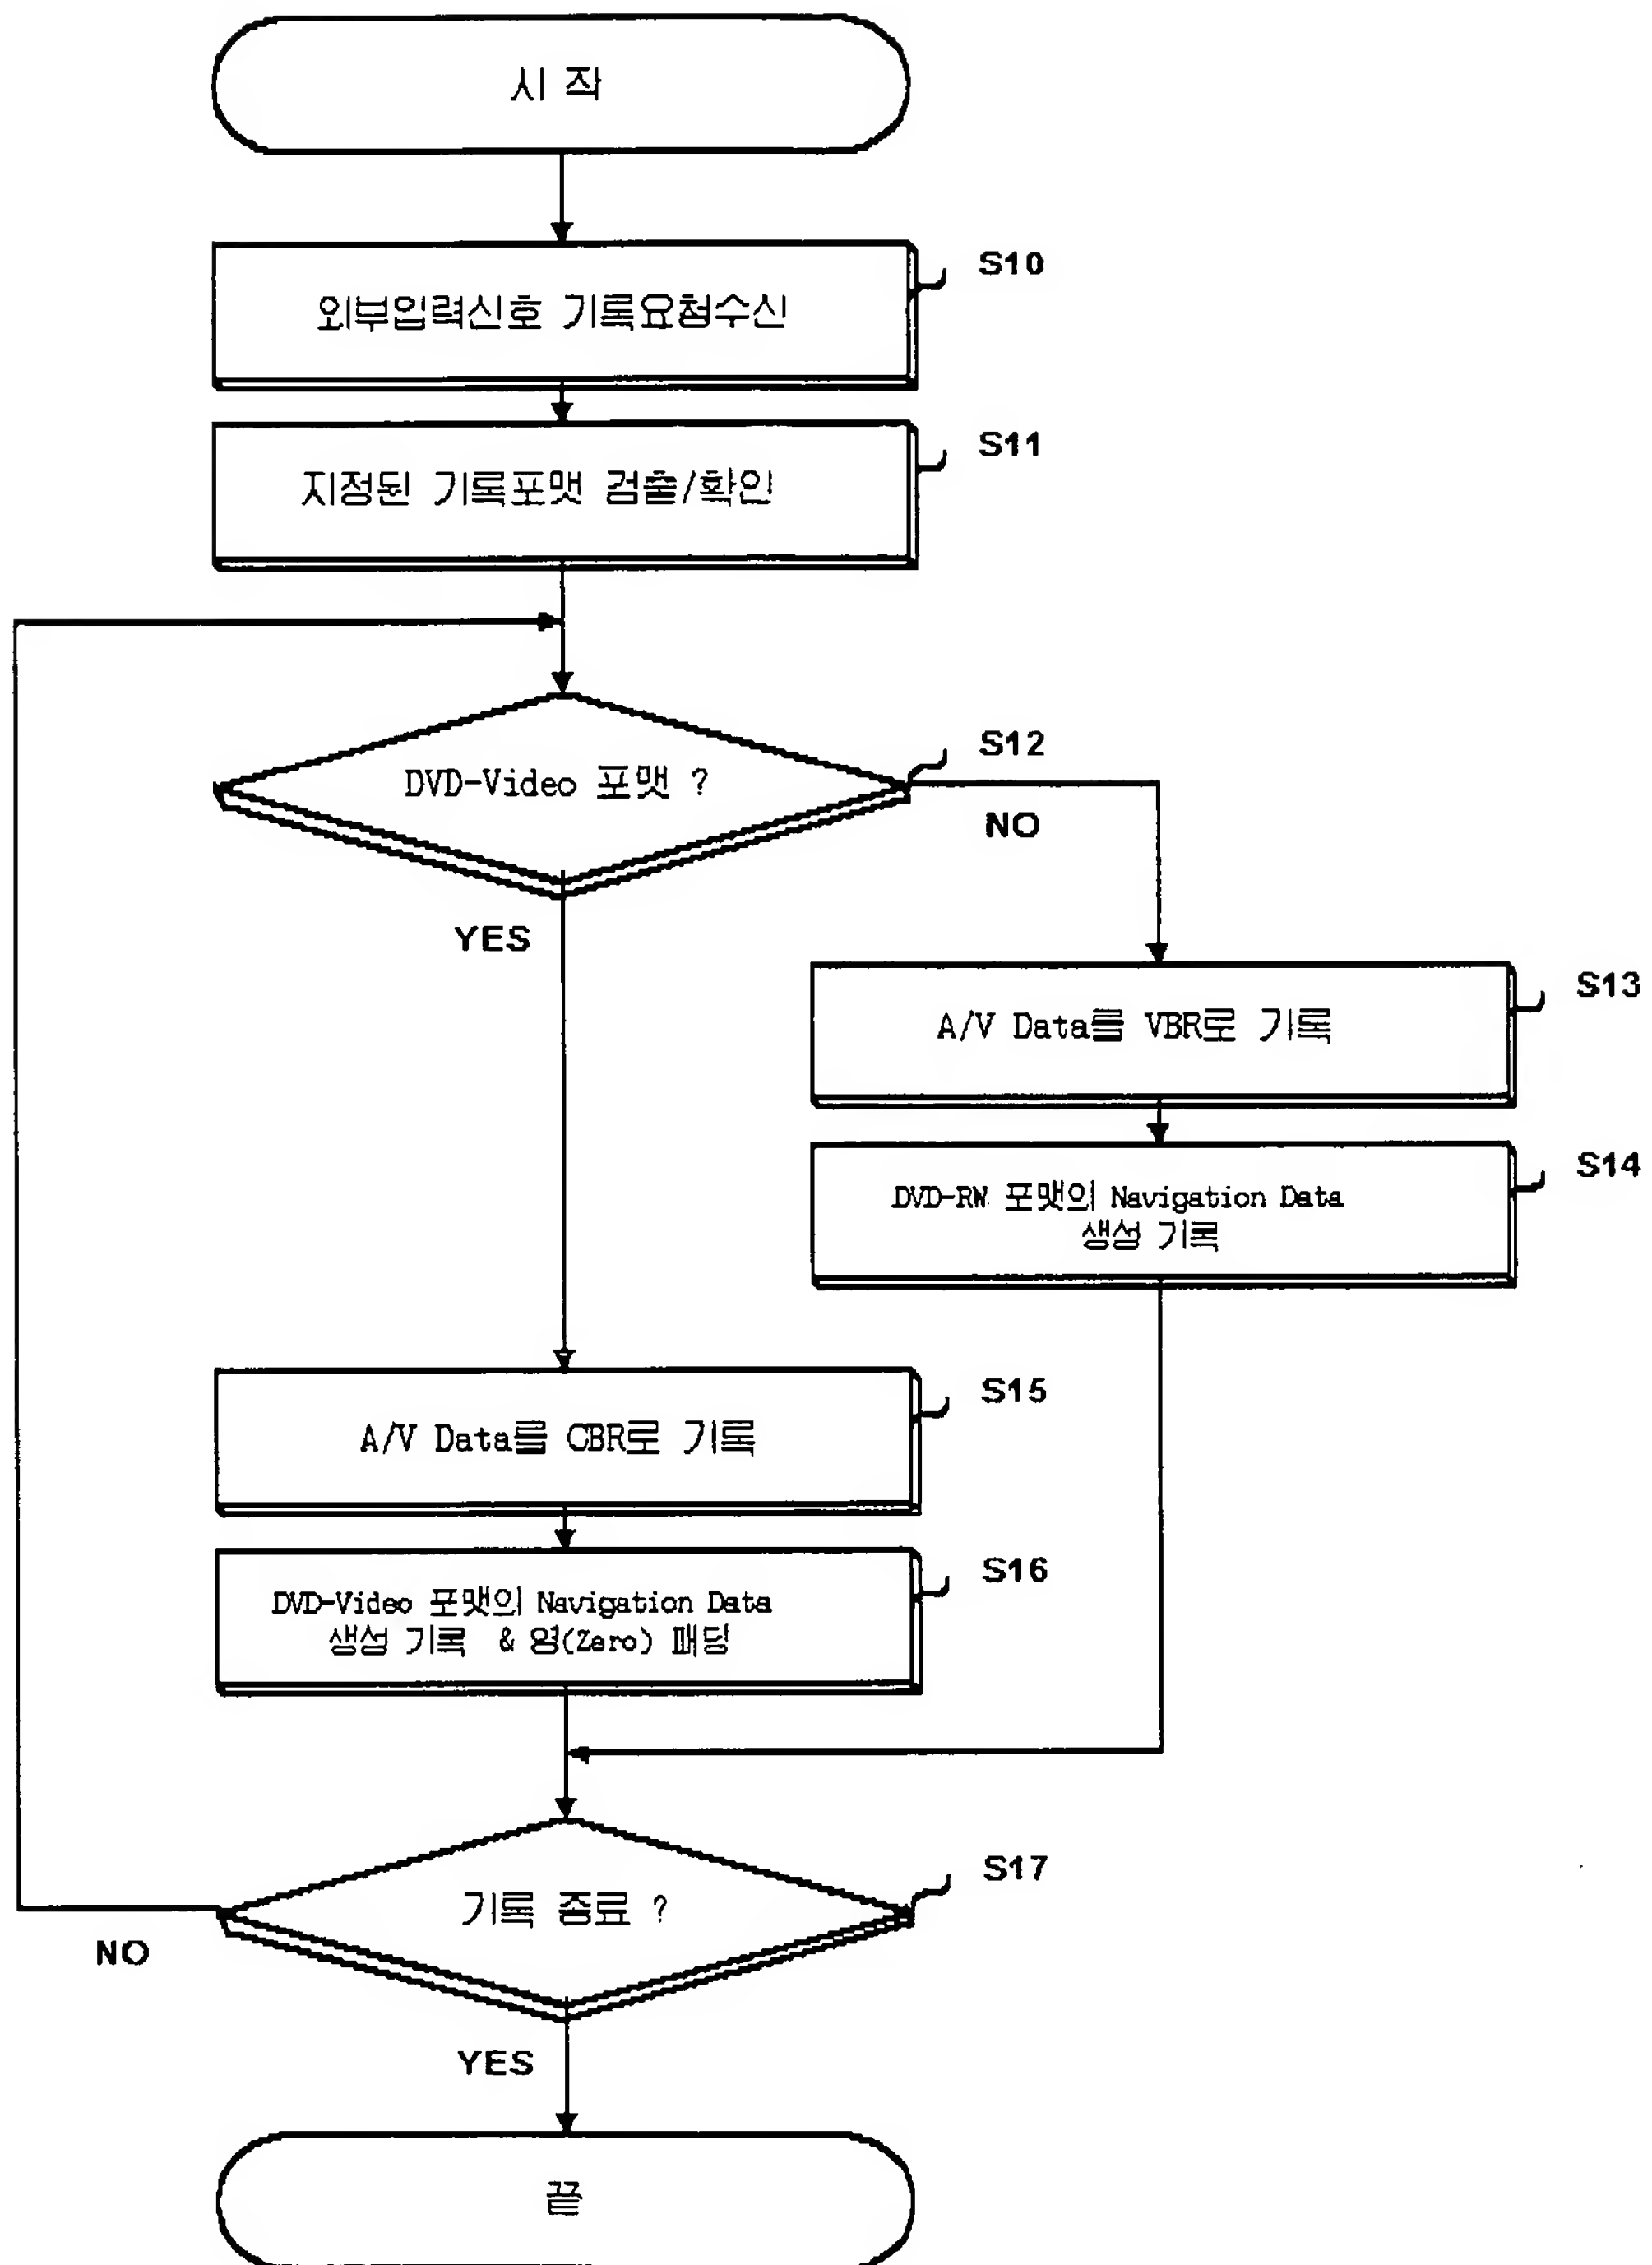 시 작
외부입력신호 기록요청수신
S10
지정된 기록포맷 검출/확인
S11
DVD-Video 포맷 ?
S12
NO
YES
A/V Data를 VBR로 기록
S13
DVD-RW 포맷의 Navigation Data
생성 기록
S14
A/V Data를 CBR로 기록
S15
DVD-Video 포맷의 Navigation Data
생성 기록 & 영(Zero) 패딩
S16
기록 종료 ?
S17
NO
YES
끝